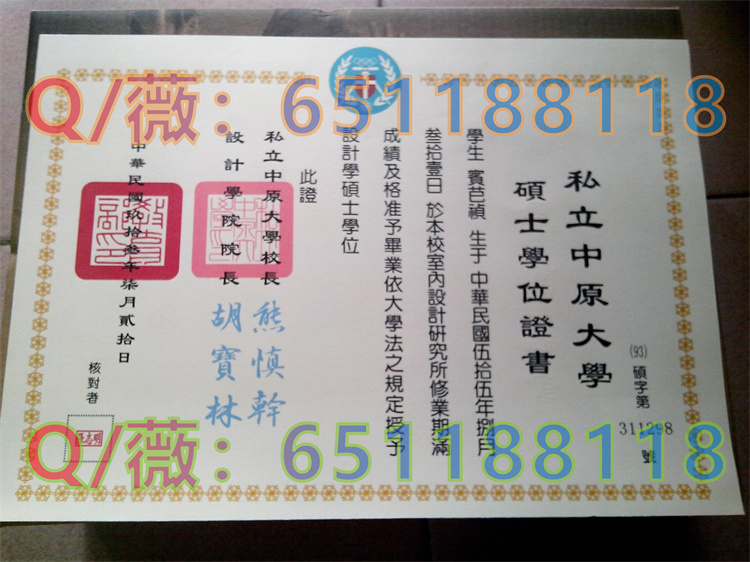 Q/薇：651188118
私立中原大學
碩士學位證書
(93) 碩字第
311298
號
學生 賓芑禎 生于 中華民國伍拾伍年捌月
叁拾壹日 於本校室內設計研究所修業期滿
成績及格准予畢業依大學法之規定授予
設計學碩士學位
此證
私立中原大學校長
熊慎幹
設計學院院長
胡寶林
中華民國玖拾叁年柒月貳拾日
核對者
Q/薇：651188118